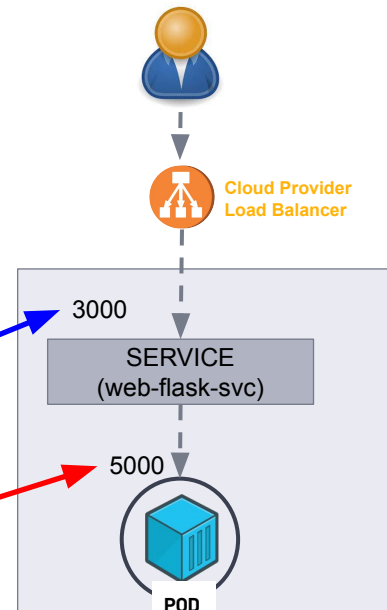 Cloud Provider
Load Balancer
3000
SERVICE
(web-flask-svc)
5000
POD